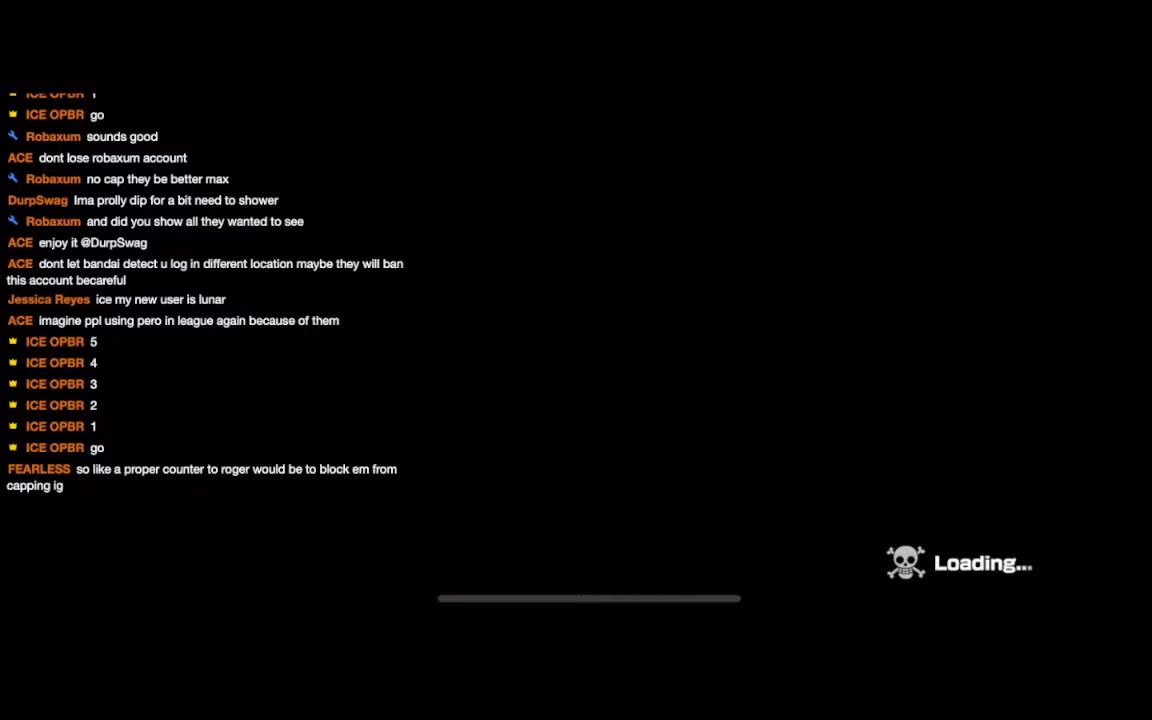 ICE OPBR 1
ICE OPBR go
Robaxum sounds good
ACE dont lose robaxum account
Robaxum no cap they be better max
DurpSwag Ima prolly dip for a bit need to shower
Robaxum and did you show all they wanted to see
ACE enjoy it @DurpSwag
ACE dont let bandai detect u log in different location maybe they will ban
this account becareful
Jessica Reyes ice my new user is lunar
ACE imagine ppl using pero in league again because of them
ICE OPBR 5
ICE OPBR 4
ICE OPBR 3
ICE OPBR 2
ICE OPBR 1
ICE OPBR go
FEARLESS so like a proper counter to roger would be to block em from
capping ig
Loading...